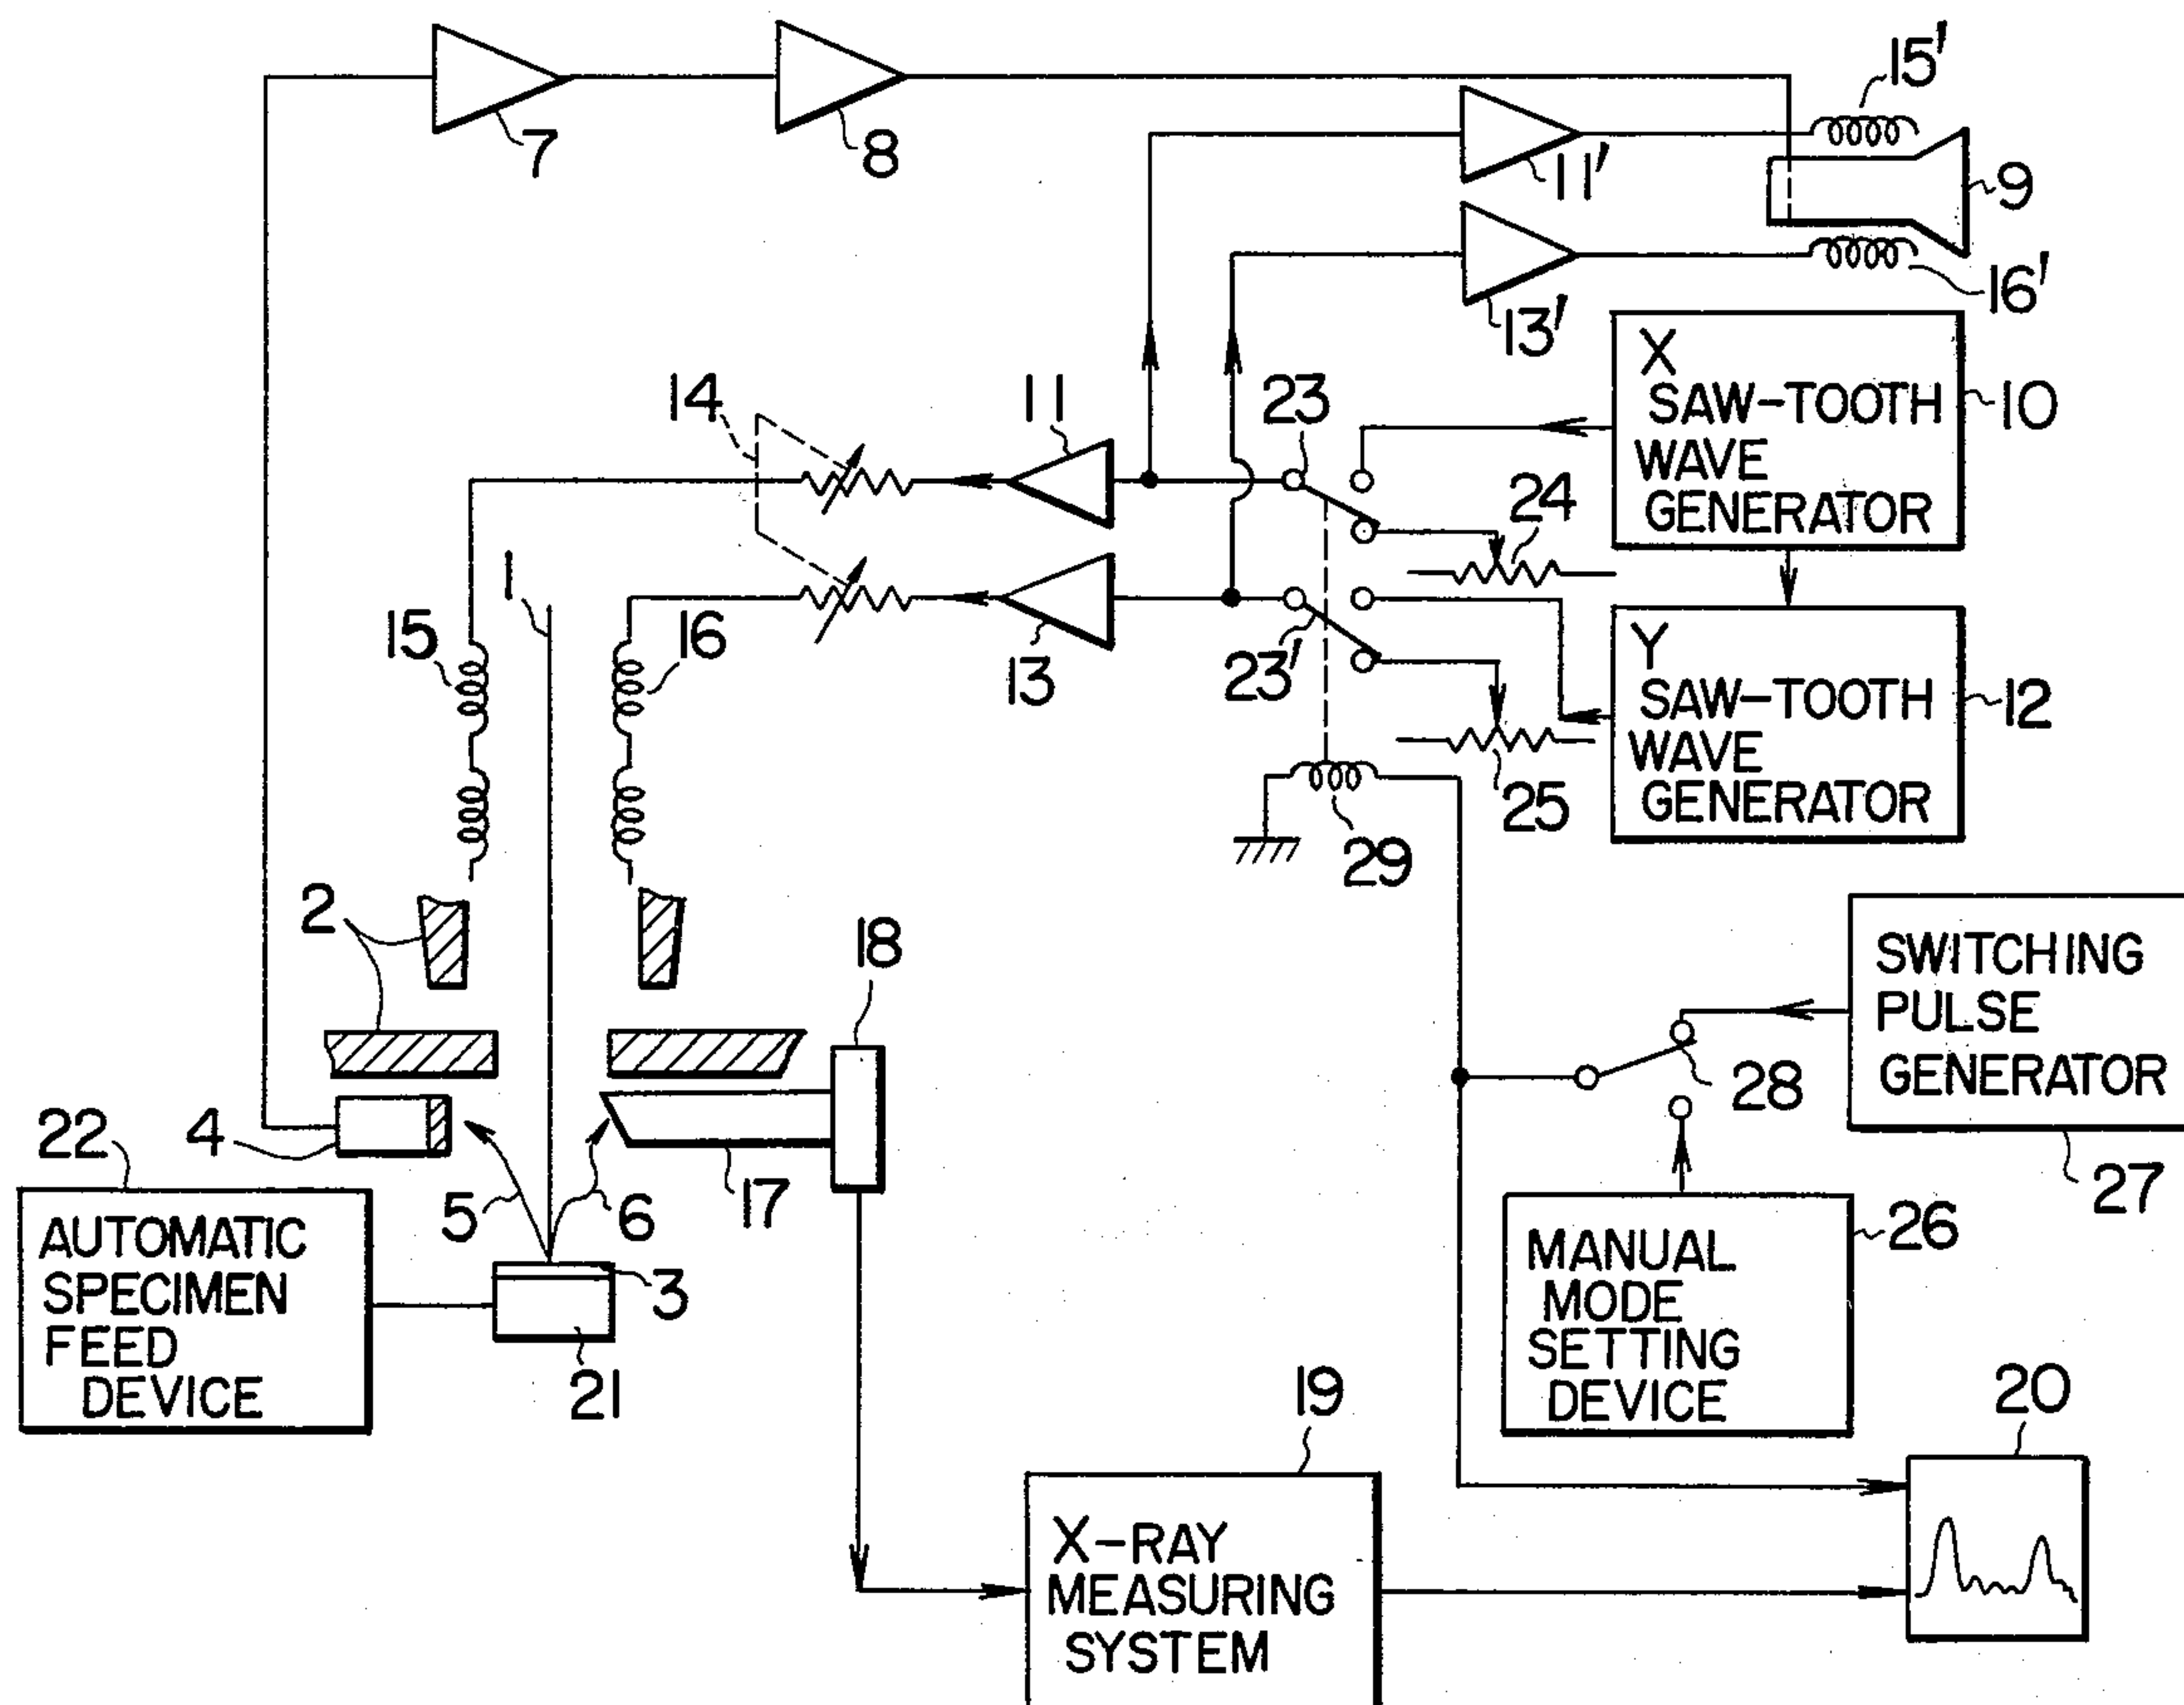 7
8
15'
11'
9
13'
16'
14
11
23
X
SAW-TOOTH
WAVE
GENERATOR
10
24
1
15
16
13
23'
Y
SAW-TOOTH
WAVE
GENERATOR
12
25
29
2
18
SWITCHING
PULSE
GENERATOR
28
27
22
4
5
6
17
AUTOMATIC
SPECIMEN
FEED
DEVICE
3
21
26
MANUAL
MODE
SETTING
DEVICE
19
20
X-RAY
MEASURING
SYSTEM